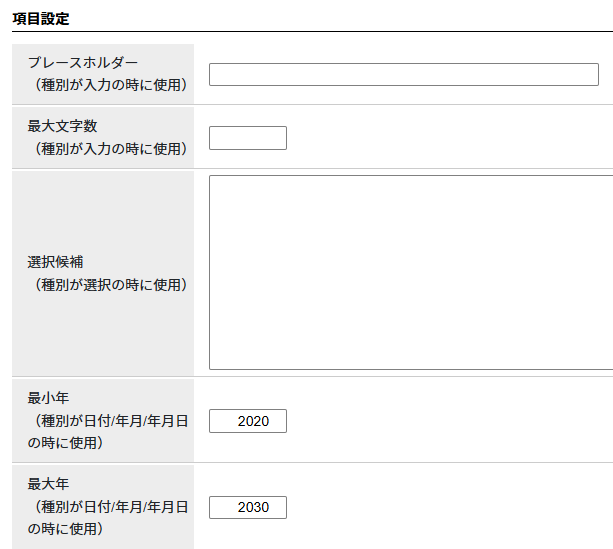 項目設定
プレースホルダー
（種別が入力の時に使用）
最大文字数
（種別が入力の時に使用）
選択候補
（種別が選択の時に使用）
最小年
（種別が日付/年月/年月日
の時に使用）
2020
最大年
（種別が日付/年月/年月日
の時に使用）
2030